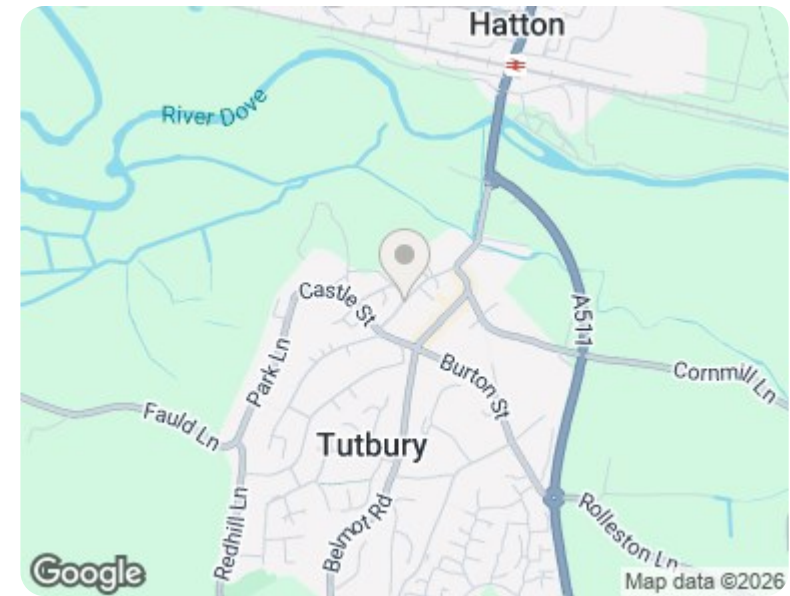 Hatton
River Dove
Castle St
Park Ln
A511
Burton St
Cornmill Ln
Fauld Ln
Tutbury
Redhill Ln
Belmot Rd
Rolleston Ln
Google
Map data ©2026